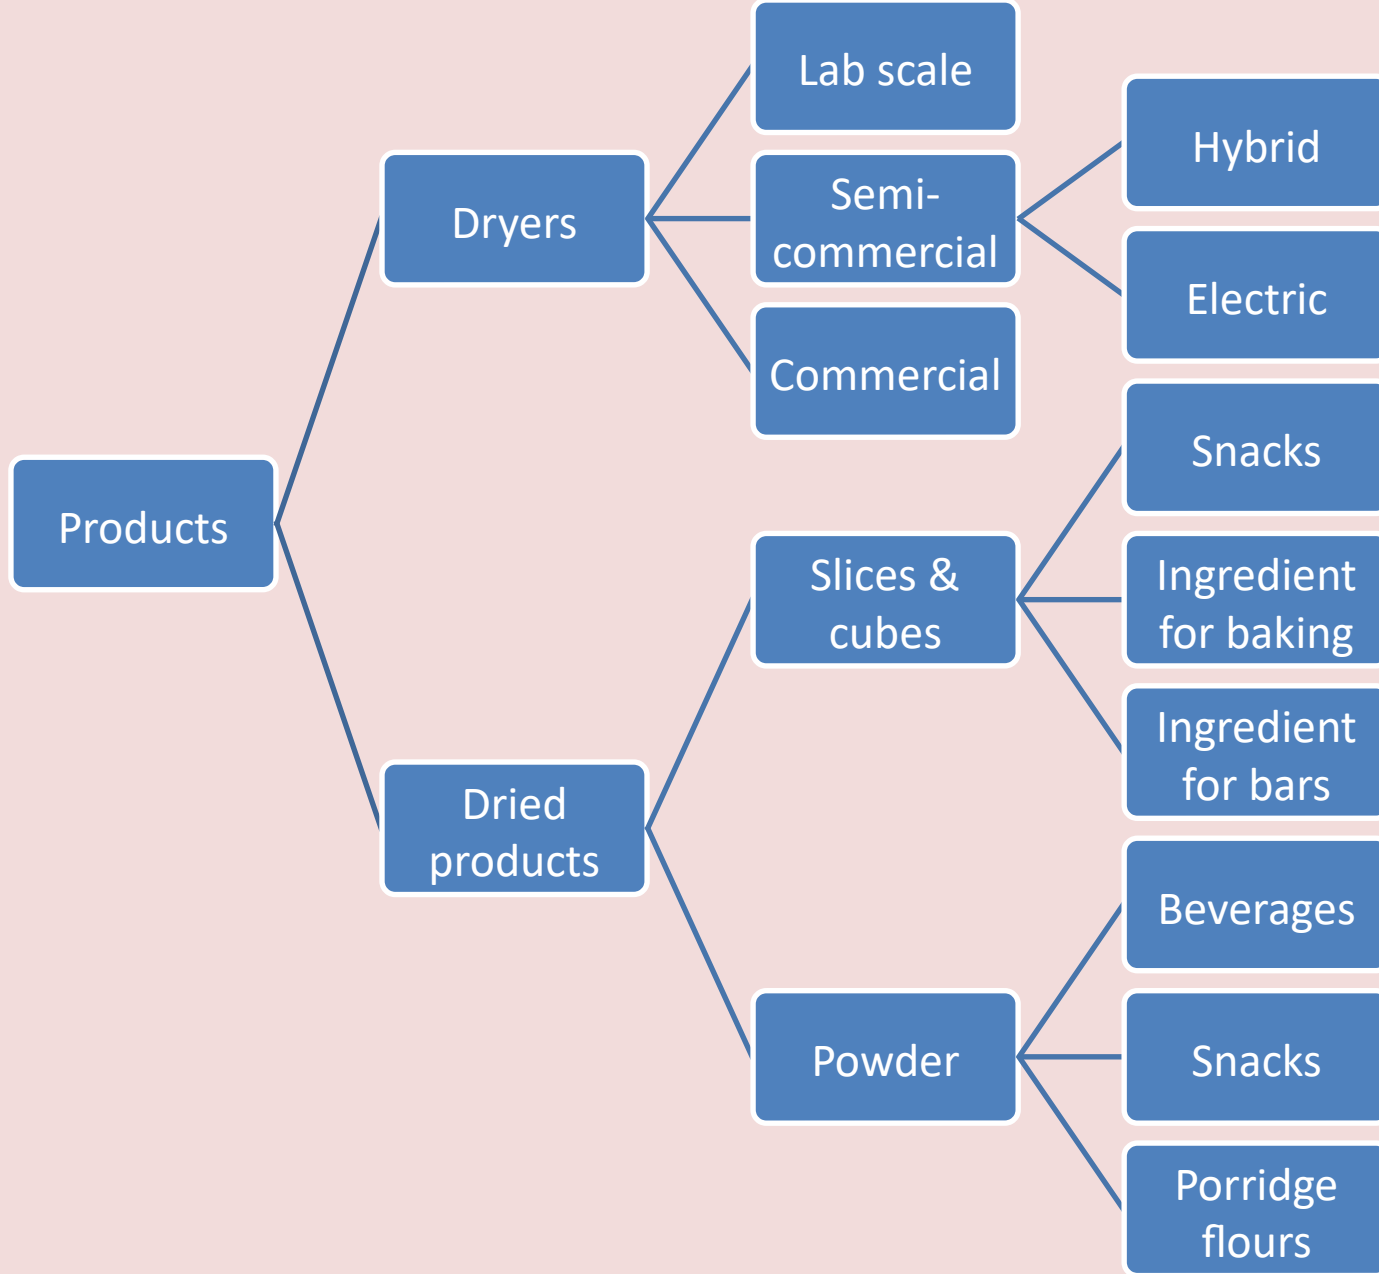 Products
Dryers
Lab scale
Semi-
commercial
Hybrid
Electric
Commercial
Dried
products
Slices &
cubes
Snacks
Ingredient
for baking
Ingredient
for bars
Powder
Beverages
Snacks
Porridge
flours